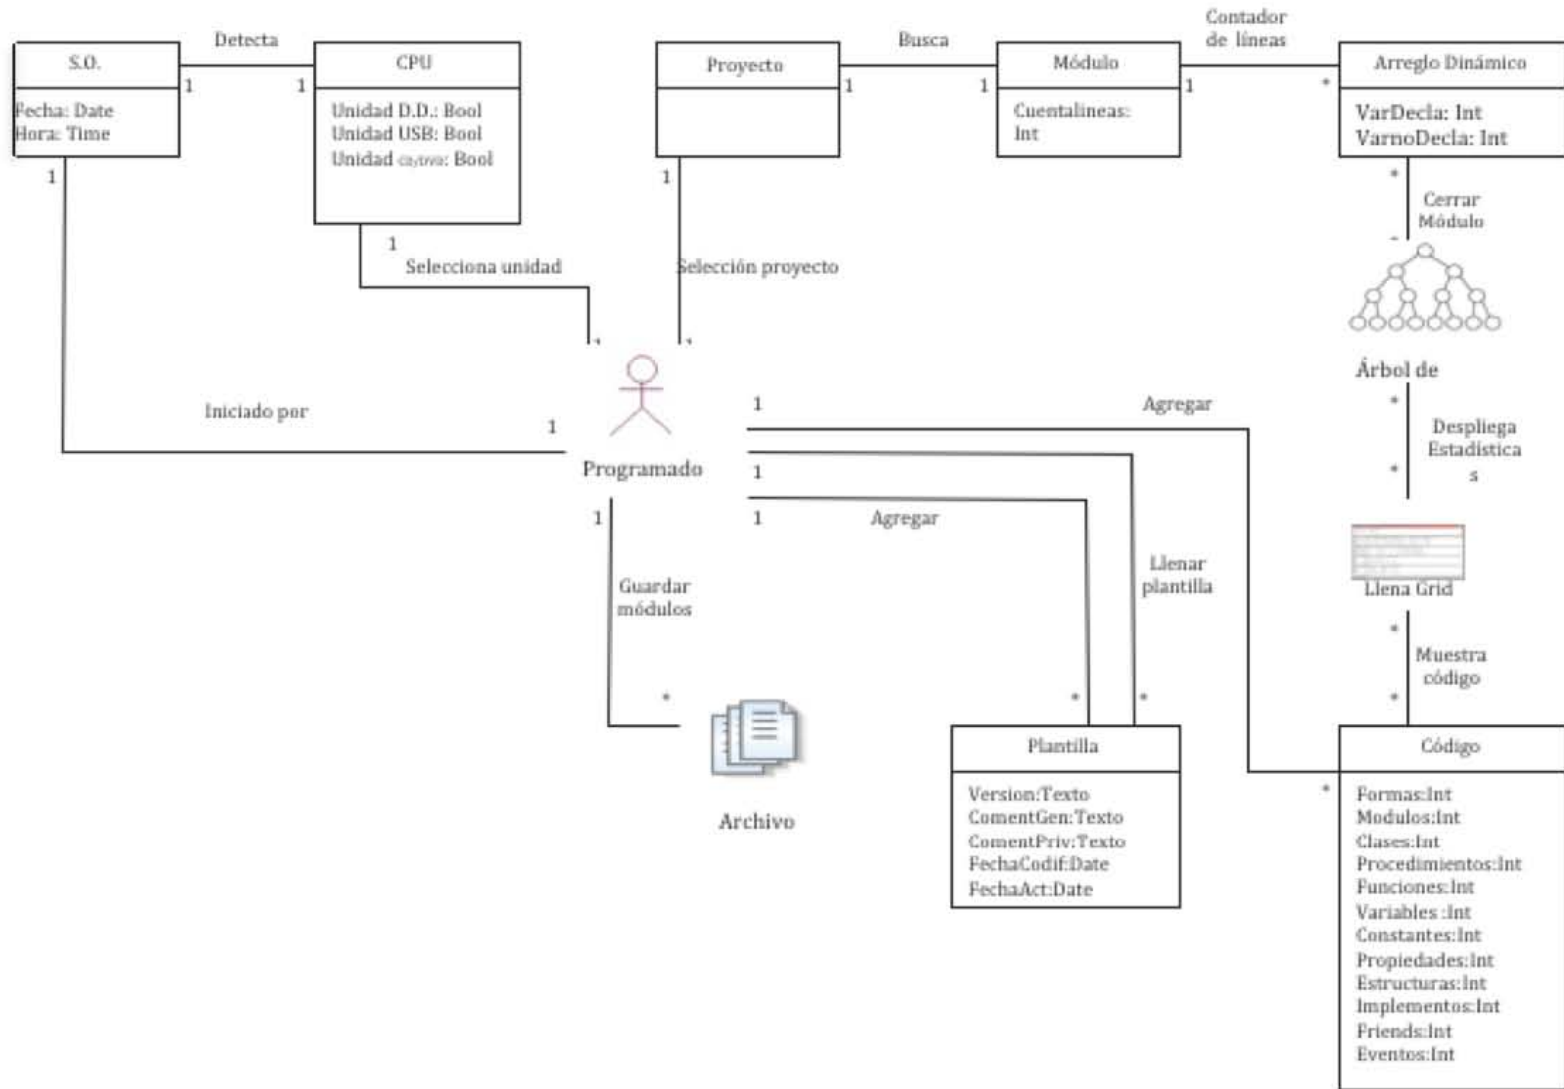 Detecta
S.O.
1
1
Fecha: Date
Hora: Time
1
CPU
Unidad D.D.: Bool
Unidad USB: Bool
Unidad CD/DVD: Bool
1
Selecciona unidad
1
Proyecto
1
Busca
1
1
Selección proyecto
1
Módulo
Cuentalineas:
Int
Contador
de líneas
1
*
Arreglo Dinámico
VarDecla: Int
VarnoDecla: Int
*
Cerrar
Módulo
Árbol de
*
Despliega
Estadística
s
*
Llena Grid
*
Muestra
código
*
Iniciado por
1
Programado
1
Agregar
1
1
Agregar
1
Guardar
módulos
*
Archivo
Llenar
plantilla
*
*
Plantilla
Version:Texto
ComentGen:Texto
ComentPriv:Texto
FechaCodif:Date
FechaAct:Date
*
Código
Formas:Int
Modulos:Int
Clases:Int
Procedimientos:Int
Funciones:Int
Variables :Int
Constantes:Int
Propiedades:Int
Estructuras:Int
Implementos:Int
Friends:Int
Eventos:Int